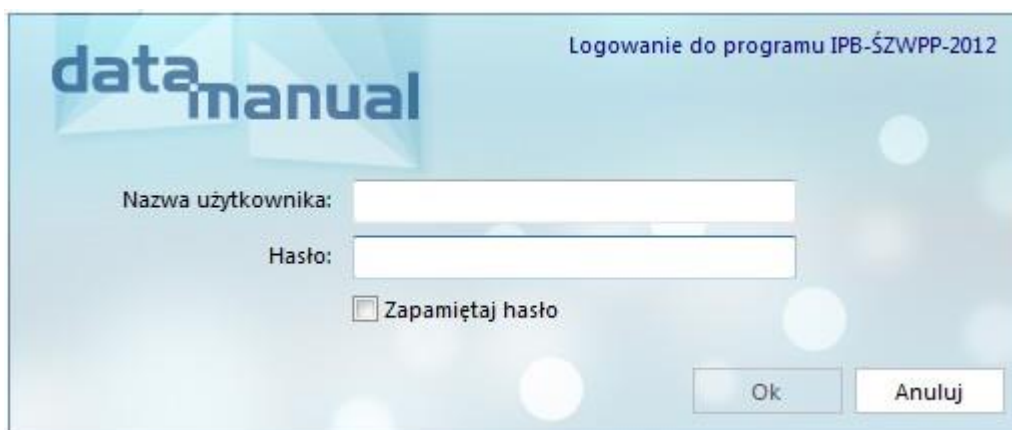 Logowanie do programu IPB-ŚZWPP-2012
data
manual
Nazwa użytkownika:
Hasło:
Zapamiętaj hasło
Ok
Anuluj